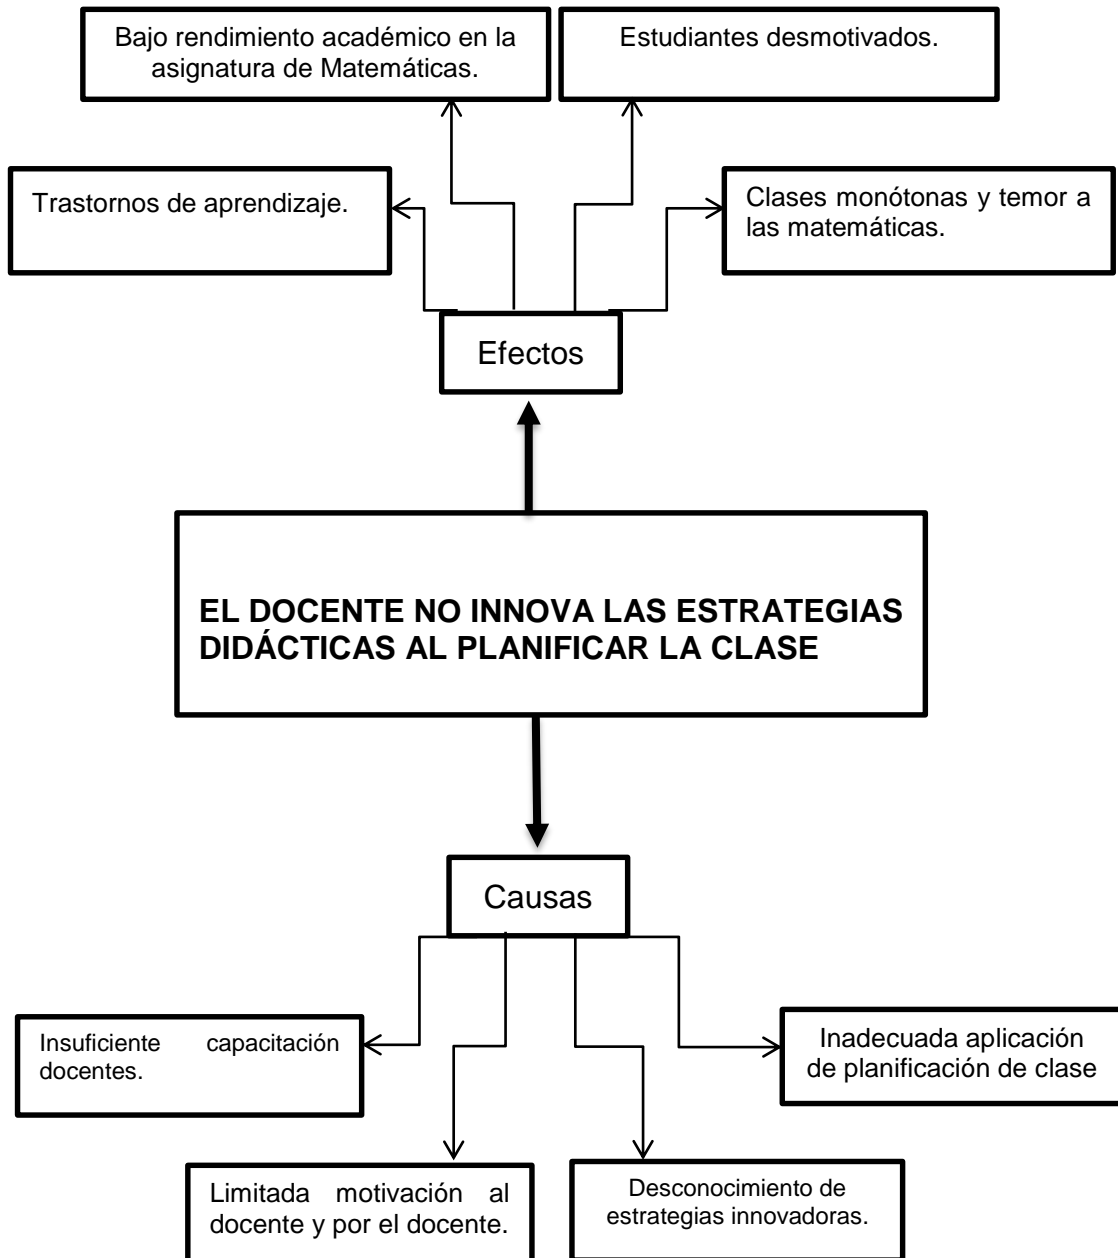 Bajo rendimiento académico en la
asignatura de Matemáticas.
Estudiantes desmotivados.
Trastornos de aprendizaje.
Clases monótonas y temor a
las matemáticas.
Efectos
EL DOCENTE NO INNOVA LAS ESTRATEGIAS
DIDÁCTICAS AL PLANIFICAR LA CLASE
Causas
Insuficiente capacitación
docentes.
Inadecuada aplicación
de planificación de clase
Limitada motivación al
docente y por el docente.
Desconocimiento de
estrategias innovadoras.